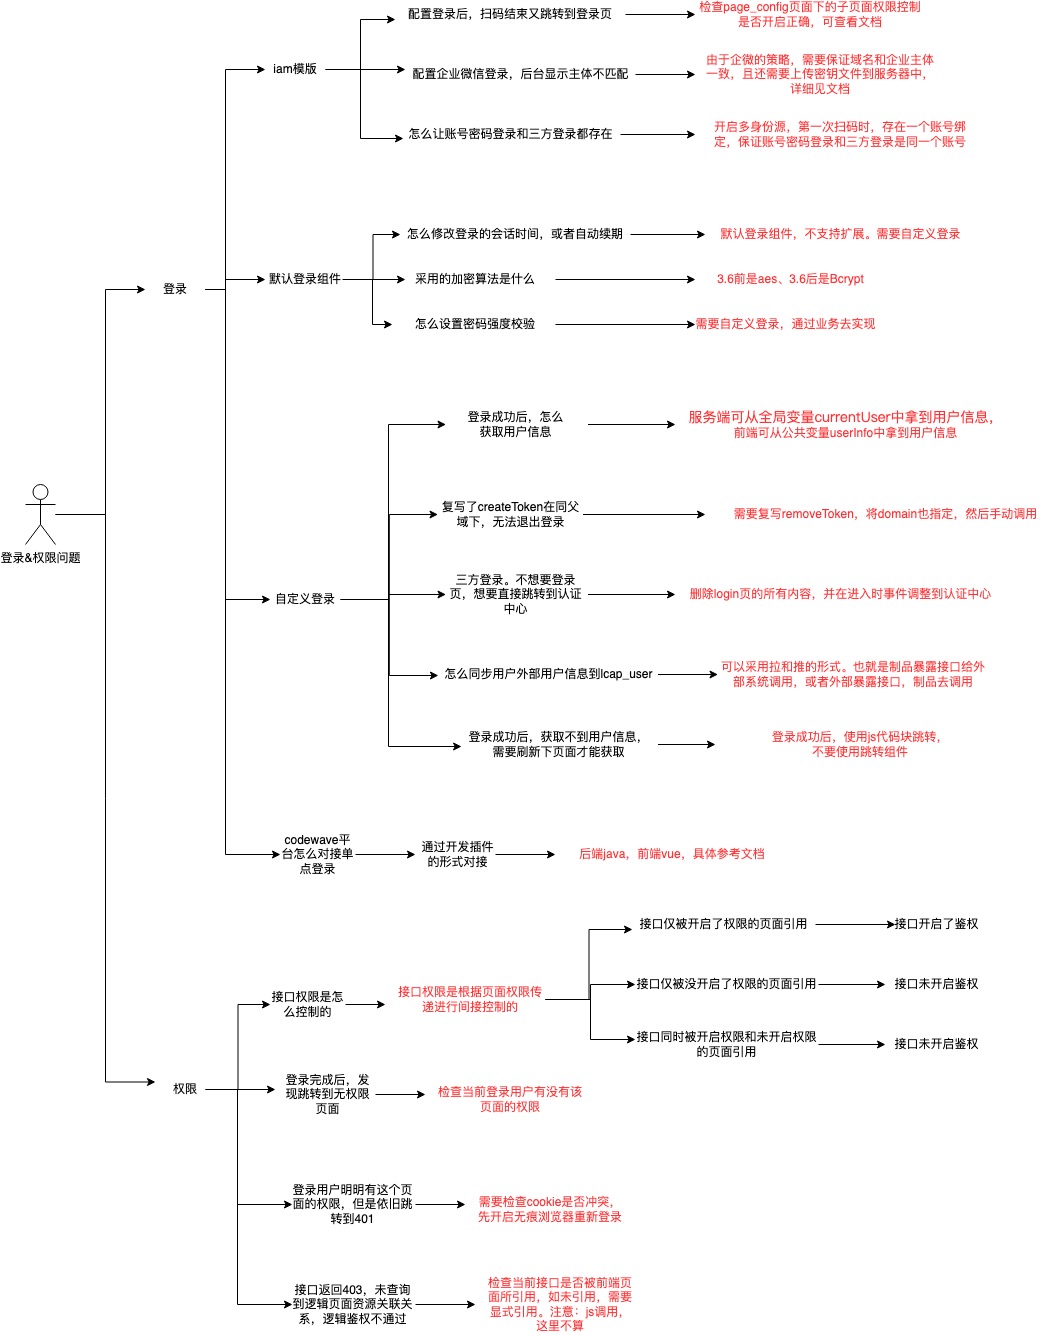 配置登录后，扫码结束又跳转到登录页
检查page_config页面下的子页面权限控制
是否开启正确，可查看文档
iam模版
配置企业微信登录，后台显示主体不匹配
由于企微的策略，需要保证域名和企业主体
一致，且还需要上传密钥文件到服务器中，
详细见文档
怎么让账号密码登录和三方登录都存在
开启多身份源，第一次扫码时，存在一个账号绑
定，保证账号密码登录和三方登录是同一个账号
怎么修改登录的会话时间，或者自动续期
默认登录组件，不支持扩展。需要自定义登录
登录
默认登录组件
采用的加密算法是什么
3.6前是aes、3.6后是Bcrypt
怎么设置密码强度校验
需要自定义登录，通过业务去实现
登录成功后，怎么
获取用户信息
服务端可从全局变量currentUser中拿到用户信息，
前端可从公共变量userInfo中拿到用户信息
复写了createToken在同父
域下，无法退出登录
需要复写removeToken，将domain也指定，然后手动调用
登录&权限问题
三方登录。不想要登录
页，想要直接跳转到认证
中心
删除login页的所有内容，并在进入时事件调整到认证中心
自定义登录
怎么同步用户外部用户信息到lcap_user
可以采用拉和推的形式。也就是制品暴露接口给外
部系统调用，或者外部暴露接口，制品去调用
登录成功后，获取不到用户信息，
需要刷新下页面才能获取
登录成功后，使用js代码块跳转，
不要使用跳转组件
codewave平
台怎么对接单
点登录
通过开发插件
的形式对接
后端java，前端vue，具体参考文档
接口仅被开启了权限的页面引用
接口开启了鉴权
接口权限是怎
么控制的
接口权限是根据页面权限传
递进行间接控制的
接口仅被没开启了权限的页面引用
接口未开启鉴权
接口同时被开启权限和未开启权限
的页面引用
接口未开启鉴权
权限
登录完成后，发
现跳转到无权限
页面
检查当前登录用户有没有该
页面的权限
登录用户明明有这个页
面的权限，但是依旧跳
转到401
需要检查cookie是否冲突，
先开启无痕浏览器重新登录
接口返回403，未查询
到逻辑页面资源关联关
系，逻辑鉴权不通过
检查当前接口是否被前端页
面所引用，如未引用，需要
显式引用。注意：js调用，
这里不算